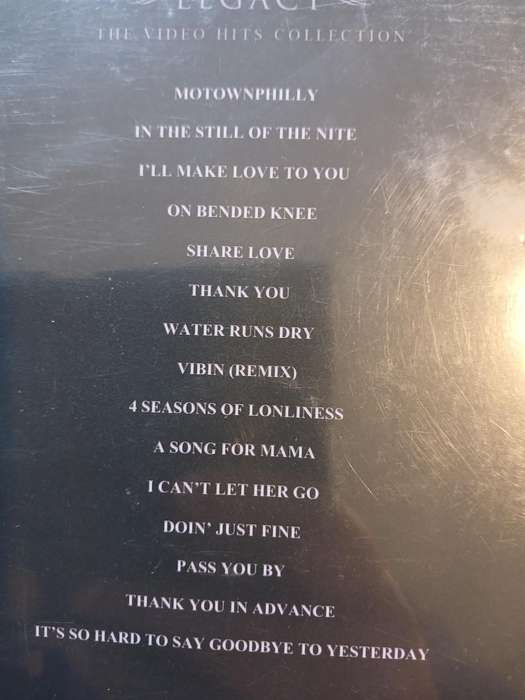 LEGACY
THE VIDEO HITS COLLECTION
MOTOWNPHILLY
IN THE STILL OF THE NITE
I'LL MAKE LOVE TO YOU
ON BENDED KNEE
SHARE LOVE
THANK YOU
WATER RUNS DRY
VIBIN (REMIX)
4 SEASONS OF LONLINESS
A SONG FOR MAMA
I CAN'T LET HER GO
DOIN' JUST FINE
PASS YOU BY
THANK YOU IN ADVANCE
IT'S SO HARD TO SAY GOODBYE TO YESTERDAY